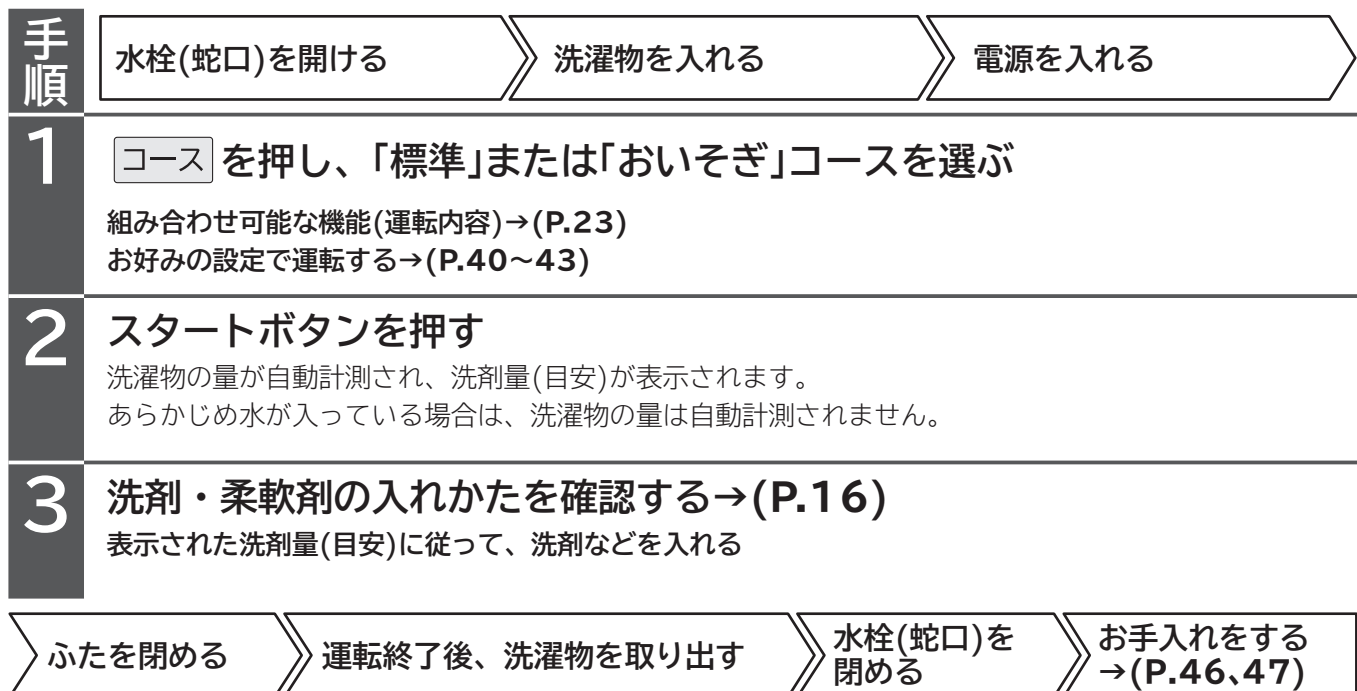 手順
水栓(蛇口)を開ける
洗濯物を入れる
電源を入れる
1
コースを押し、「標準」または「おいそぎ」コースを選ぶ
組み合わせ可能な機能(運転内容)→(P.23)
お好みの設定で運転する→(P.40～43)
2
スタートボタンを押す
洗濯物の量が自動計測され、洗剤量(目安)が表示されます。
あらかじめ水が入っている場合は、洗濯物の量は自動計測されません。
3
洗剤・柔軟剤の入れかたを確認する→(P.16)
表示された洗剤量(目安)に従って、洗剤などを入れる
ふたを閉める
運転終了後、洗濯物を取り出す
水栓(蛇口)を
閉める
お手入れをする
→(P.46、47)